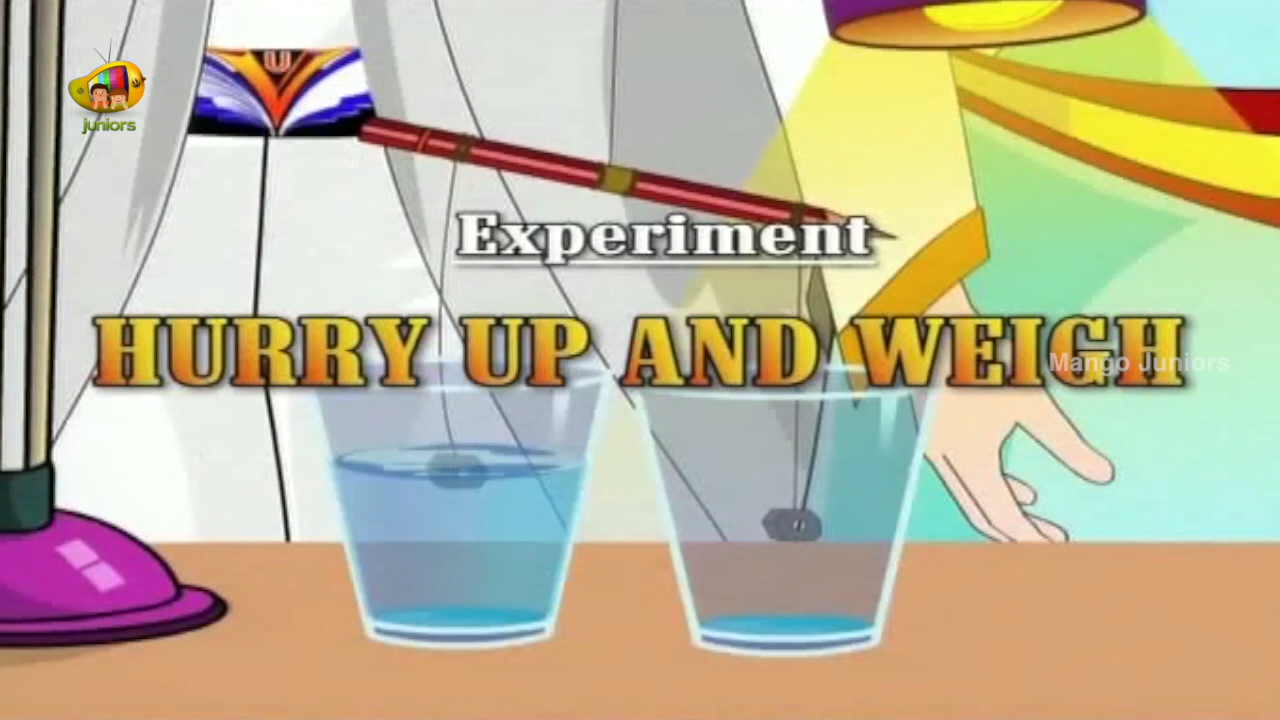 U
juniors
Experiment
HURRY UP AND WEIGH
Mango Juniors